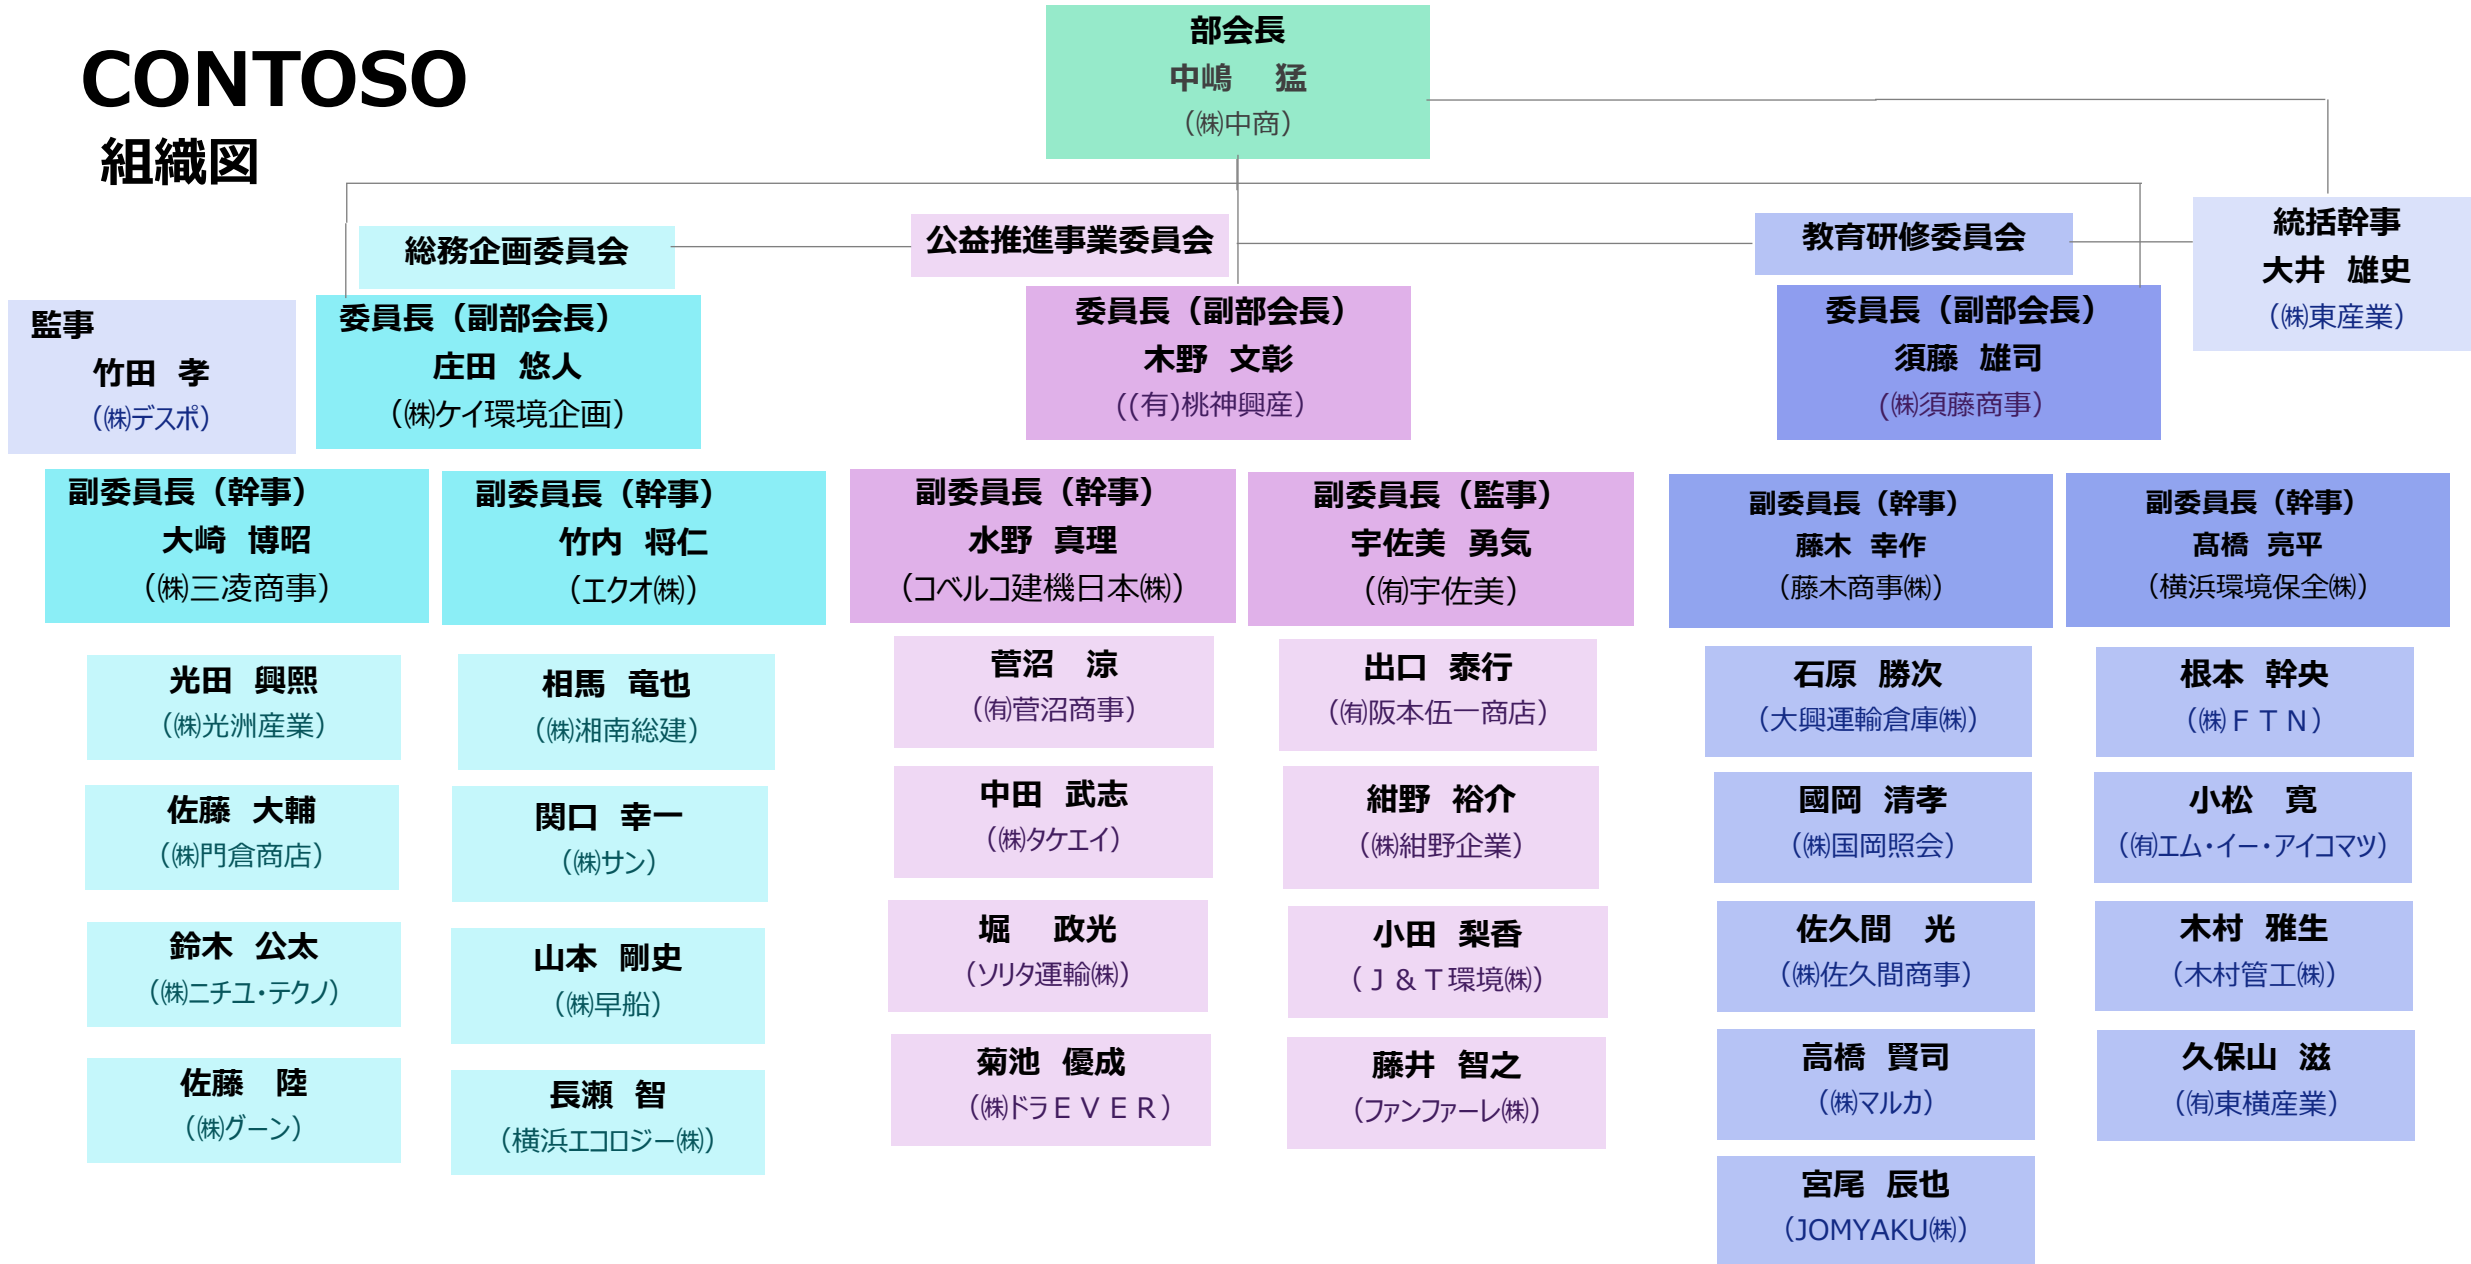 CONTOSO
組織図
部会長
中嶋　猛
（㈱中商）
総務企画委員会
公益推進事業委員会
教育研修委員会
統括幹事
大井 雄史
（㈱東産業）
監事
竹田 孝
（㈱デスポ）
委員長（副部会長）
庄田 悠人
（㈱ケイ環境企画）
委員長（副部会長）
木野 文彰
((有)桃神興産）
委員長（副部会長）
須藤 雄司
(㈱須藤商事）
副委員長（幹事）
大崎 博昭
（㈱三凌商事）
副委員長（幹事）
竹内 将仁
（エクオ㈱）
副委員長（幹事）
水野 真理
（コベルコ建機日本㈱）
副委員長（監事）
宇佐美 勇気
（㈲宇佐美）
副委員長（幹事）
藤木 幸作
（藤木商事㈱）
副委員長（幹事）
髙橋 亮平
（横浜環境保全㈱）
光田 興熙
（㈱光洲産業）
佐藤 大輔
（㈱門倉商店）
鈴木 公太
（㈱ニチユ・テクノ）
佐藤　陸
（㈱グーン）
相馬 竜也
（㈱湘南総建）
関口 幸一
（㈱サン）
山本 剛史
（㈱早船）
長瀬 智
（横浜エコロジー㈱）
菅沼　涼
（㈲菅沼商事）
中田 武志
（㈱タケエイ）
堀　政光
（ソリタ運輸㈱）
菊池 優成
（㈱ドラＥＶＥＲ）
出口 泰行
（㈲阪本伍一商店）
紺野 裕介
（㈱紺野企業）
小田 梨香
（Ｊ＆Ｔ環境㈱）
藤井 智之
（ファンファーレ㈱）
石原 勝次
（大興運輸倉庫㈱）
國岡 清孝
（㈱国岡照会）
佐久間　光
（㈱佐久間商事）
高橋 賢司
（㈱マルカ）
宮尾 辰也
（JOMYAKU㈱）
根本 幹央
（㈱ＦＴＮ）
小松　寛
（㈲エム・イー・アイコマツ）
木村 雅生
（木村管工㈱）
久保山 滋
（㈲東横産業）